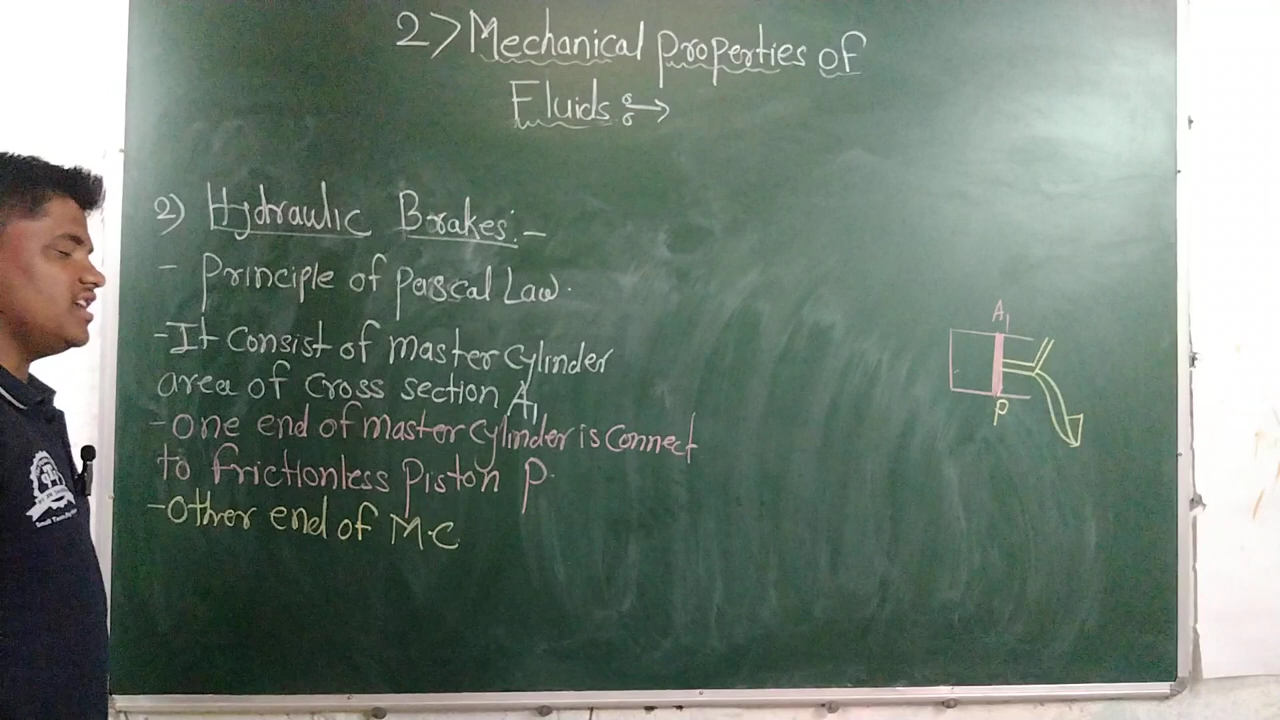 2> Mechanical Properties of
Fluids :→
2) Hydraulic Brakes:-
- Principle of Pascal Law.
- It Consist of master cylinder
area of cross section A₁
- One end of master cylinder is connect
to frictionless piston P.
- Other end of M.C
A₁
P